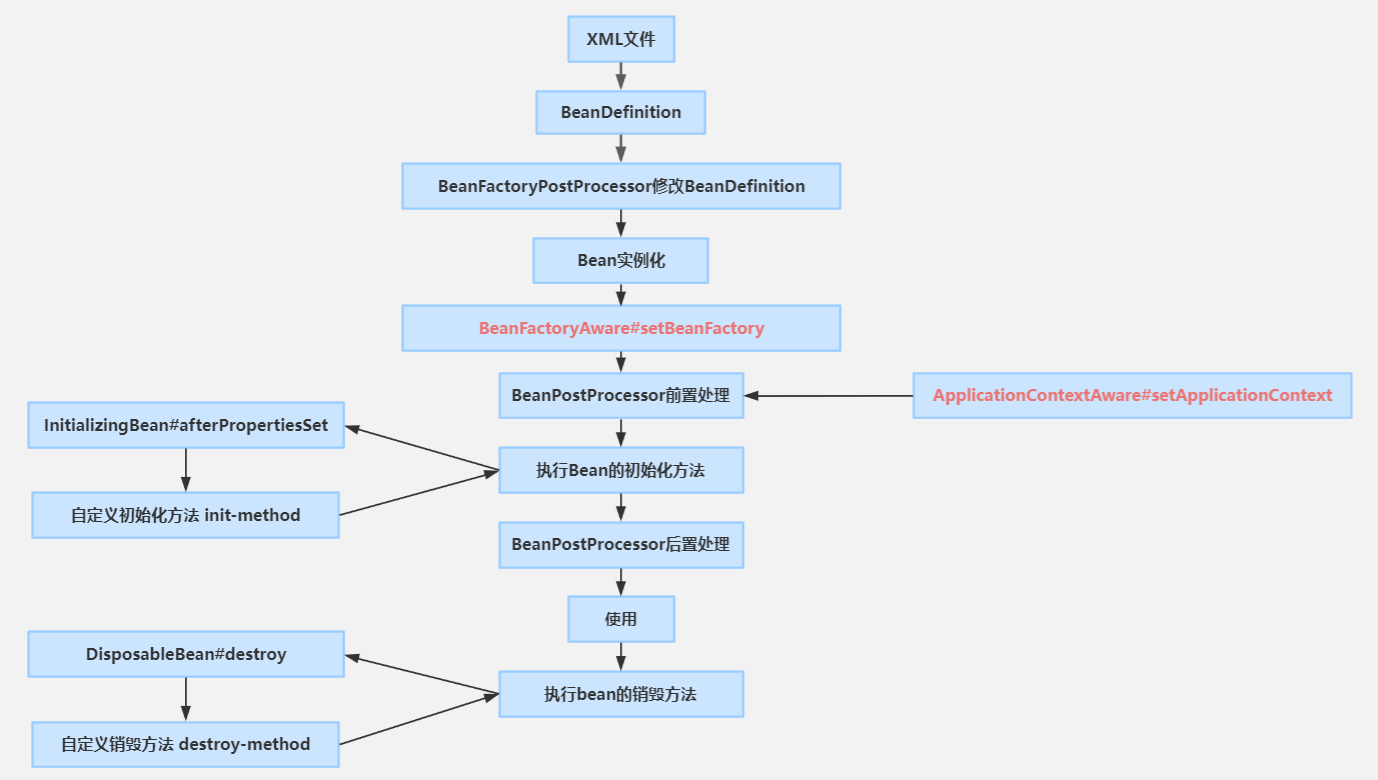 XML文件
BeanDefinition
BeanFactoryPostProcessor修改BeanDefinition
Bean实例化
BeanFactoryAware#setBeanFactory
BeanPostProcessor前置处理
ApplicationContextAware#setApplicationContext
InitializingBean#afterPropertiesSet
执行Bean的初始化方法
自定义初始化方法 init-method
BeanPostProcessor后置处理
使用
DisposableBean#destroy
执行bean的销毁方法
自定义销毁方法 destroy-method